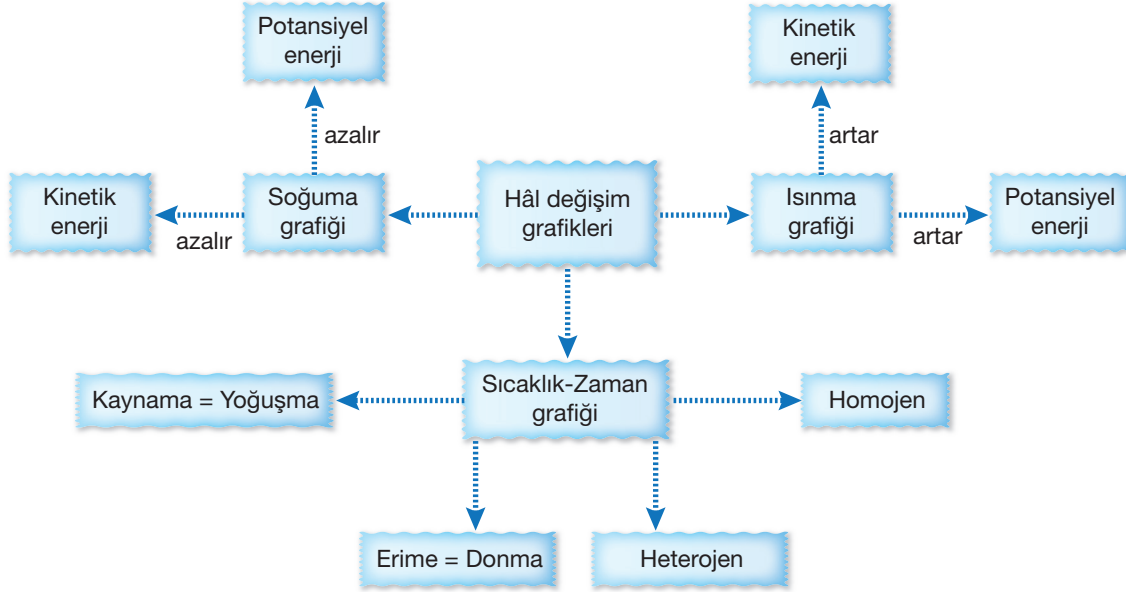 Potansiyel
enerji
Kinetik
enerji
azalır
artar
Kinetik
enerji
azalır
Soğuma
grafiği
Hâl değişim
grafikleri
Isınma
grafiği
artar
Potansiyel
enerji
Kaynama = Yoğuşma
Sıcaklık-Zaman
grafiği
Homojen
Erime = Donma
Heterojen